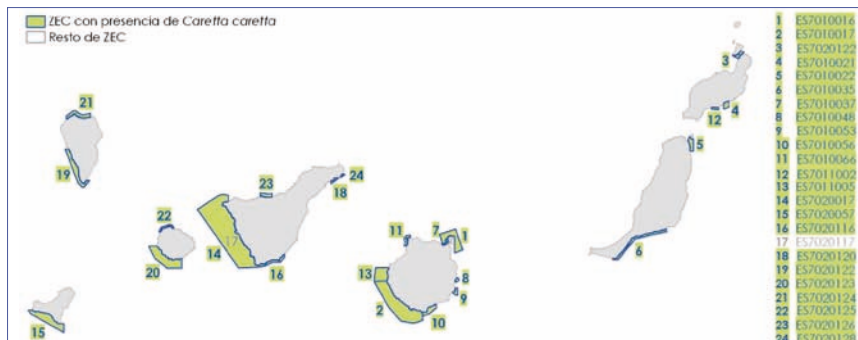 ZEC con presencia de Caretta caretta
Resto de ZEC
1 ES7010016
2 ES7010017
3 ES7020122
4 ES7010021
5 ES7010022
6 ES7010035
7 ES7010037
8 ES7010048
9 ES7010053
10 ES7010056
11 ES7010066
12 ES7011002
13 ES7011005
14 ES7020017
15 ES7020057
16 ES7020116
17 ES7020117
18 ES7020120
19 ES7020122
20 ES7020123
21 ES7020124
22 ES7020125
23 ES7020126
24 ES7020128
3
21
12
4
5
19
23
24
18
22
17
11
7
1
14
20
16
13
6
8
9
2
10
15